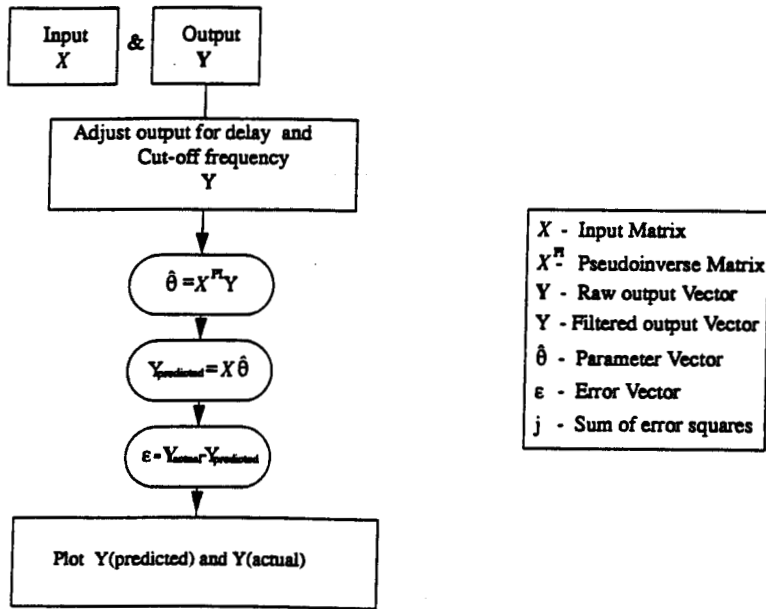 Input & Output
X Y
Adjust output for delay and
Cut-off frequency
Y
θ̂ = X^PI Y
Y_predicted = X θ̂
ε = Y_actual - Y_predicted
Plot Y(predicted) and Y(actual)
X - Input Matrix
X^PI - Pseudoinverse Matrix
Y - Raw output Vector
Y - Filtered output Vector
θ̂ - Parameter Vector
ε - Error Vector
j - Sum of error squares